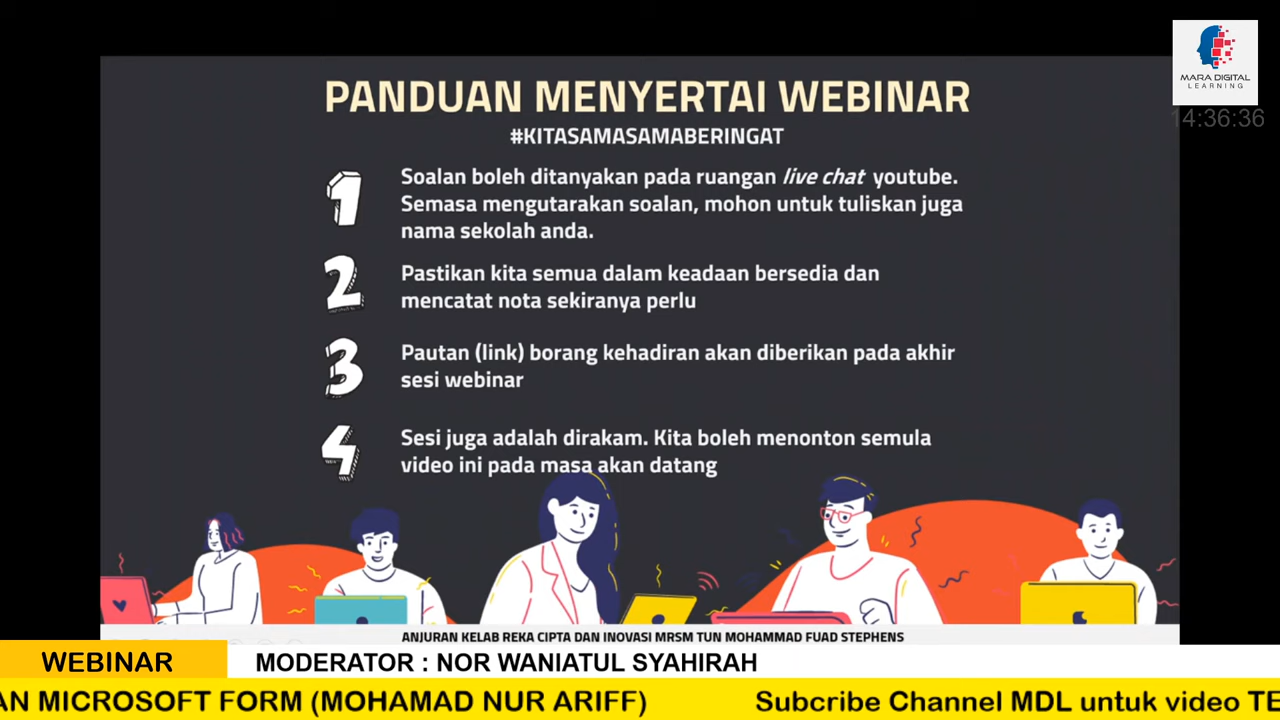 MARA DIGITAL
LEARNING
14:36:36
PANDUAN MENYERTAI WEBINAR
#KITASAMASAMABERINGAT
1
Soalan boleh ditanyakan pada ruangan live chat youtube.
Semasa mengutarakan soalan, mohon untuk tuliskan juga
nama sekolah anda.
2
Pastikan kita semua dalam keadaan bersedia dan
mencatat nota sekiranya perlu
3
Pautan (link) borang kehadiran akan diberikan pada akhir
sesi webinar
4
Sesi juga adalah dirakam. Kita boleh menonton semula
video ini pada masa akan datang
ANJURAN KELAB REKA CIPTA DAN INOVASI MRSM TUN MOHAMMAD FUAD STEPHENS
WEBINAR
MODERATOR : NOR WANIATUL SYAHIRAH
AN MICROSOFT FORM (MOHAMAD NUR ARIFF)
Subcribe Channel MDL untuk video TE